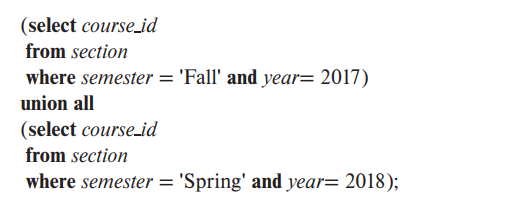 (select course_id
from section
where semester = 'Fall' and year= 2017)
union all
(select course_id
from section
where semester = 'Spring' and year= 2018);